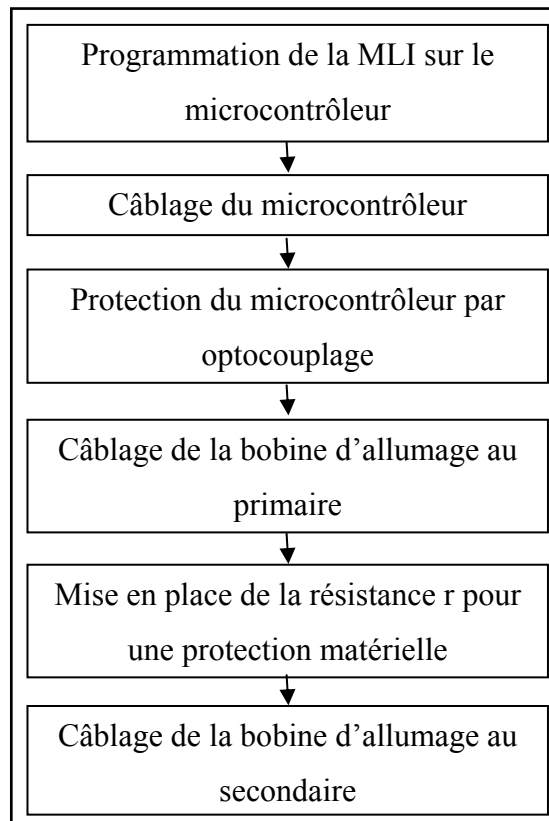 Programmation de la MLI sur le
microcontrôleur
Câblage du microcontrôleur
Protection du microcontrôleur par
optocouplage
Câblage de la bobine d’allumage au
primaire
Mise en place de la résistance r pour
une protection matérielle
Câblage de la bobine d’allumage au
secondaire